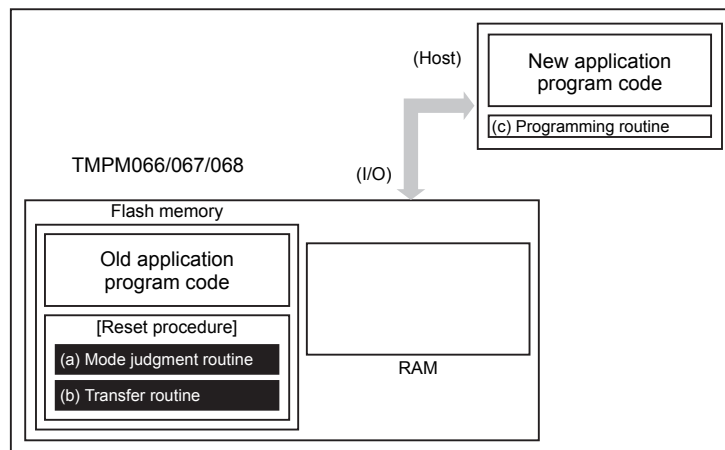 (Host)
New application
program code
(c) Programming routine
TMPM066/067/068
(I/O)
Flash memory
Old application
program code
[Reset procedure]
(a) Mode judgment routine
(b) Transfer routine
RAM